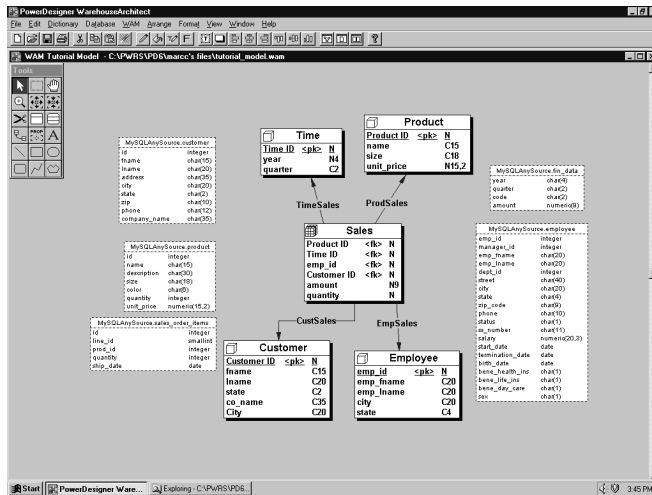 PowerDesigner WarehouseArchitect
File Edit Dictionary Database WAM Arrange Format View Window Help
WAM Tutorial Model - C:\PWRS\PD6\marcc's files\tutorial_model.wam
Tools
PROP
A
Time
Time ID <pk> N
year N4
quarter C2
Product
Product ID <pk> N
name C15
size C18
unit_price N15,2
MySQLAnySource.customer
id integer
fname char(15)
lname char(20)
address char(35)
city char(20)
state char(2)
zip char(10)
phone char(12)
company_name char(35)
MySQLAnySource.fin_data
year char(4)
quarter char(2)
code char(2)
amount numeric(9)
TimeSales
ProdSales
Sales
Product ID <fk> N
Time ID <fk> N
emp_id <fk> N
Customer ID <fk> N
amount N9
quantity N
MySQLAnySource.product
id integer
name char(15)
description char(30)
size char(18)
color char(6)
quantity integer
unit_price numeric(15,2)
MySQLAnySource.employee
emp_id integer
manager_id integer
emp_fname char(20)
emp_lname char(20)
dept_id integer
street char(40)
city char(20)
state char(4)
zip_code char(9)
phone char(10)
status char(1)
ss_number char(11)
salary numeric(20,3)
start_date date
termination_date date
birth_date date
bene_health_ins char(1)
bene_life_ins char(1)
bene_day_care char(1)
sex char(1)
MySQLAnySource.sales_order_items
id integer
line_id smallint
prod_id integer
quantity integer
ship_date date
CustSales
EmpSales
Customer
Customer ID <pk> N
fname C15
lname C20
state C2
co_name C35
City C20
Employee
emp_id <pk> N
emp_fname C20
emp_lname C20
city C20
state C4
Start
PowerDesigner Ware...
Exploring - C:\PWRS\PD6...
3:45 PM